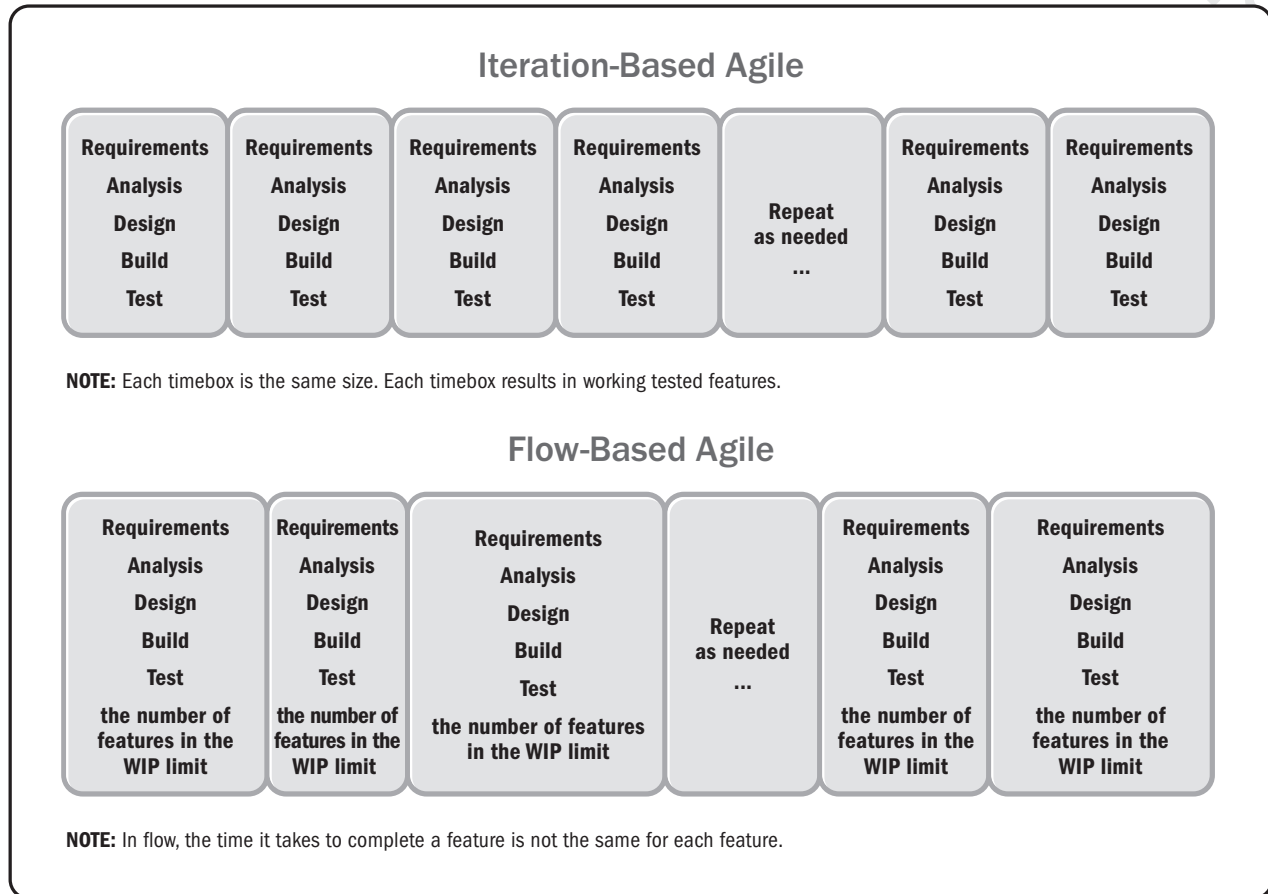 Iteration-Based Agile
Requirements
Analysis
Design
Build
Test
Requirements
Analysis
Design
Build
Test
Requirements
Analysis
Design
Build
Test
Requirements
Analysis
Design
Build
Test
Repeat
as needed
...
Requirements
Analysis
Design
Build
Test
Requirements
Analysis
Design
Build
Test
NOTE: Each timebox is the same size. Each timebox results in working tested features.
Flow-Based Agile
Requirements
Analysis
Design
Build
Test
the number of
features in the
WIP limit
Requirements
Analysis
Design
Build
Test
the number of
features in the
WIP limit
Requirements
Analysis
Design
Build
Test
the number of features
in the WIP limit
Repeat
as needed
...
Requirements
Analysis
Design
Build
Test
the number of
features in the
WIP limit
Requirements
Analysis
Design
Build
Test
the number of
features in the
WIP limit
NOTE: In flow, the time it takes to complete a feature is not the same for each feature.